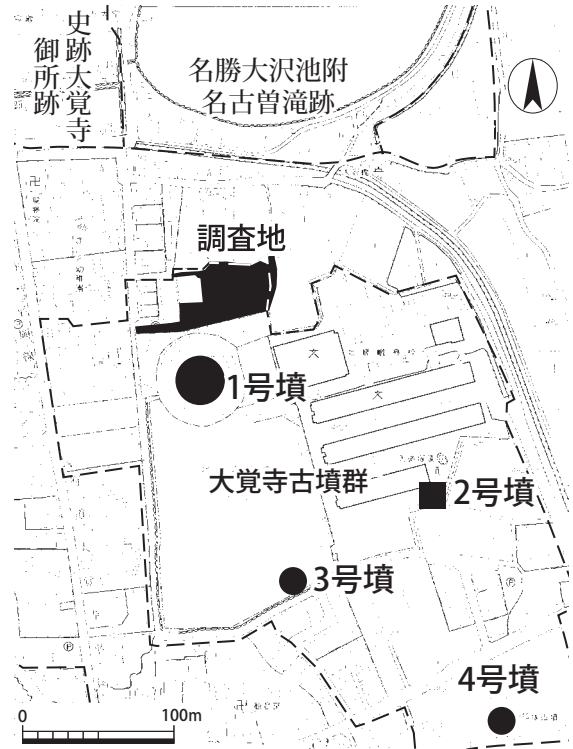 史跡大覚寺
御所跡
名勝大沢池附
名古曽滝跡
調査地
1号墳
大
大
大覚寺古墳群
2号墳
3号墳
4号墳
0
100m